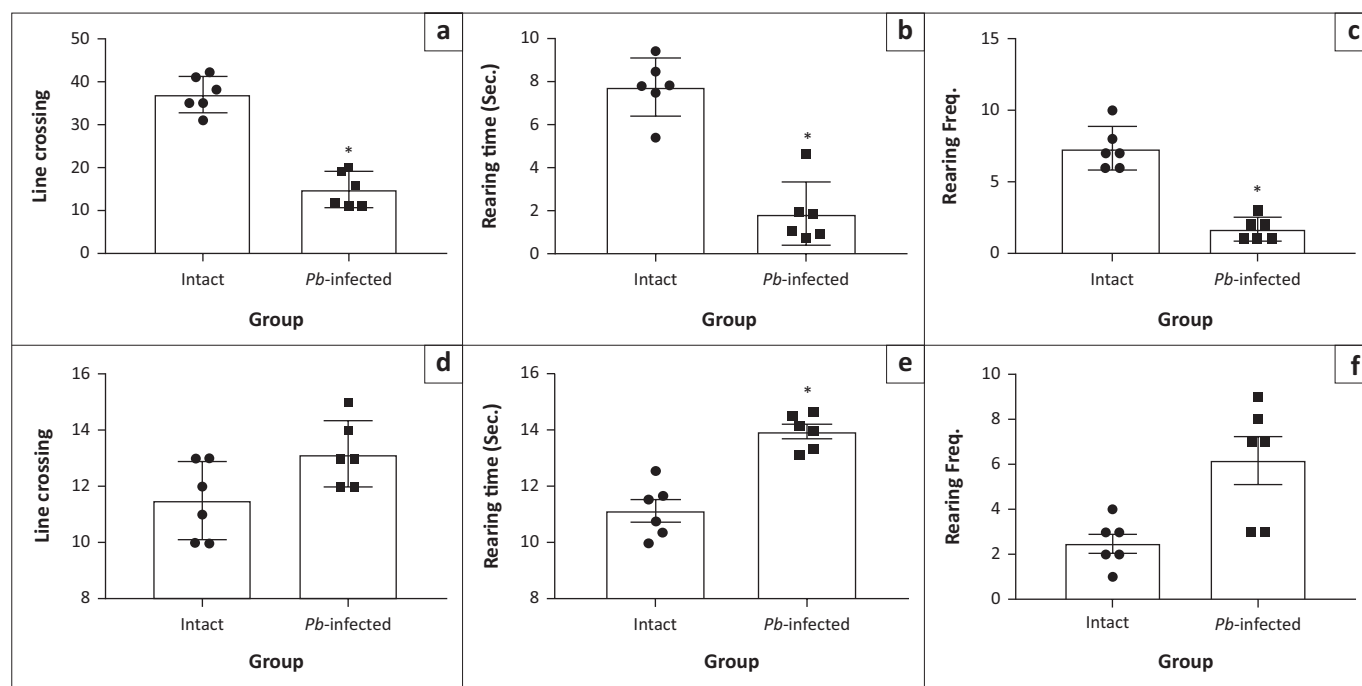 a
Line crossing
50
40
30
20
10
0
*
Intact
Pb-infected
Group
b
Rearing time (Sec.)
10
8
6
4
2
0
*
Intact
Pb-infected
Group
c
Rearing Freq.
15
10
5
0
*
Intact
Pb-infected
Group
d
Line crossing
16
14
12
10
8
Intact
Pb-infected
Group
e
Rearing time (Sec.)
16
14
12
10
8
*
Intact
Pb-infected
Group
f
Rearing Freq.
10
8
6
4
2
0
Intact
Pb-infected
Group